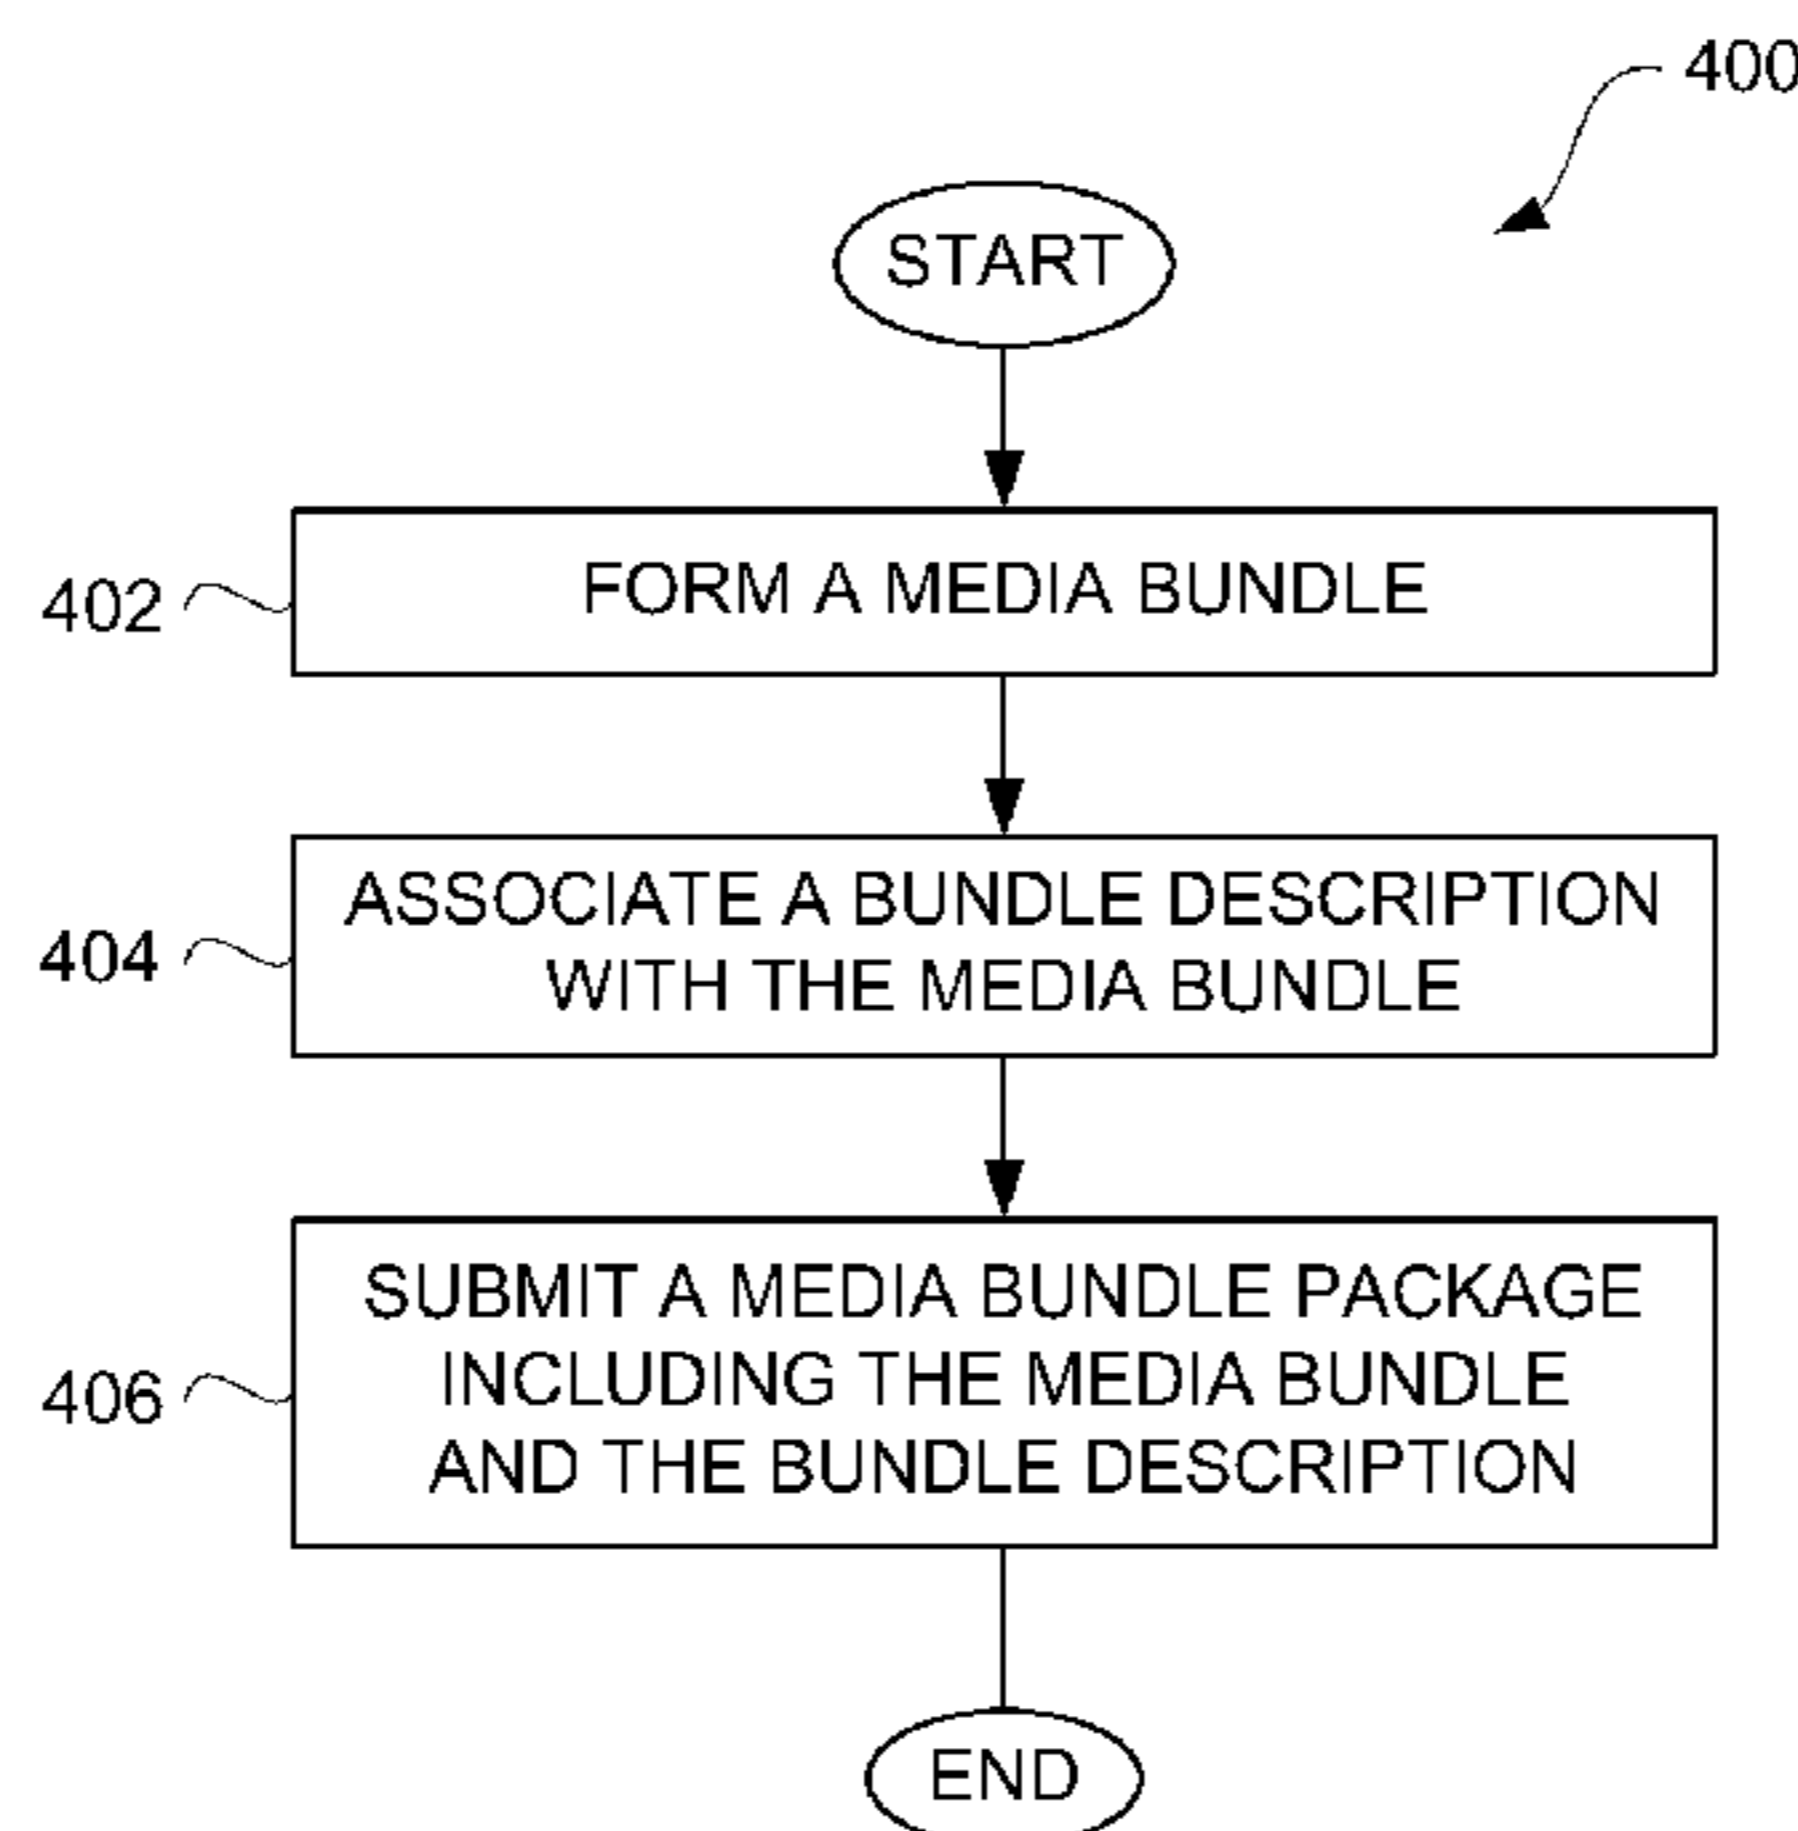 400
START
402
FORM A MEDIA BUNDLE
404
ASSOCIATE A BUNDLE DESCRIPTION
WITH THE MEDIA BUNDLE
406
SUBMIT A MEDIA BUNDLE PACKAGE
INCLUDING THE MEDIA BUNDLE
AND THE BUNDLE DESCRIPTION
END